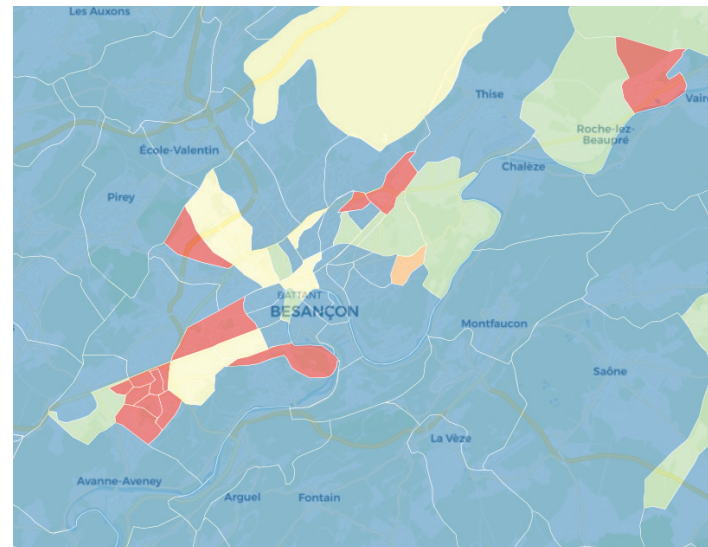 Les Auxons
Thise
Vair
Roche-lez-
Beaupré
École-Valentin
Chalèze
Pirey
BATTANT
BESANÇON
Montfaucon
Saône
La Vèze
Avanne-Aveney
Arguel
Fontain